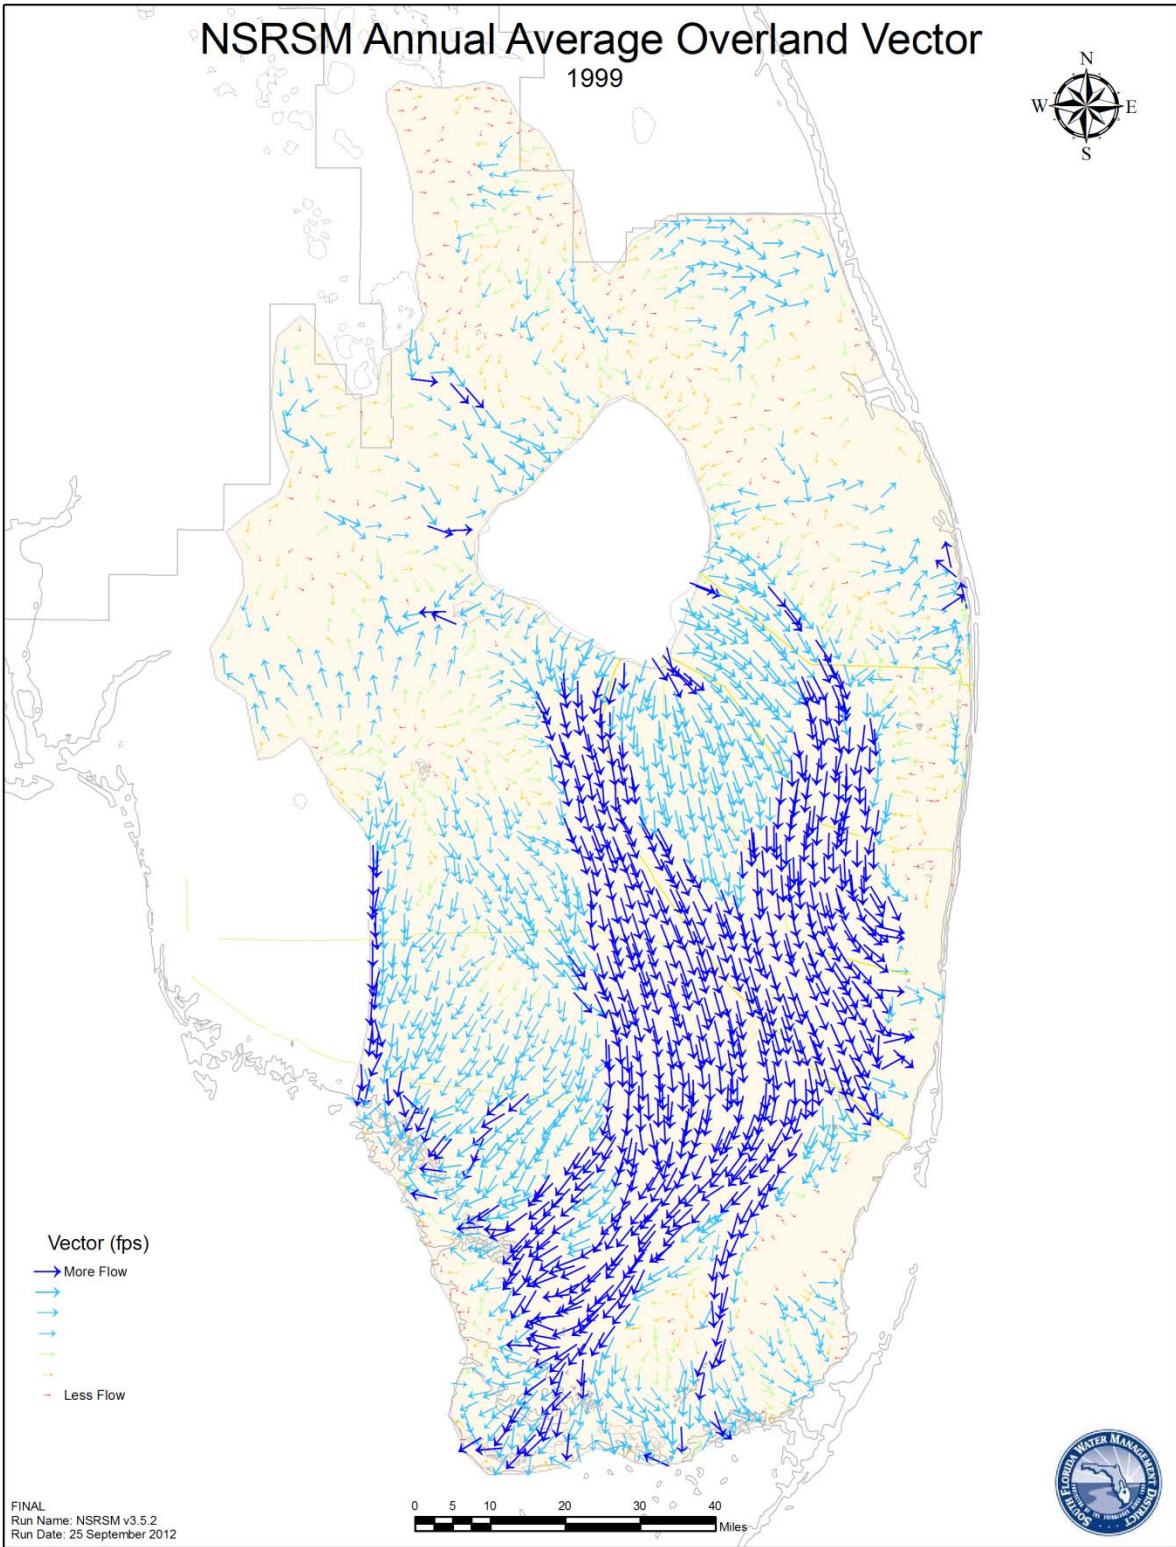 NSRSM Annual Average Overland Vector
1999
N
W E
S
Vector (fps)
More Flow
Less Flow
FINAL
Run Name: NSRSM v3.5.2
Run Date: 25 September 2012
0 5 10 20 30 40
Miles
SOUTH FLORIDA WATER MANAGEMENT DISTRICT